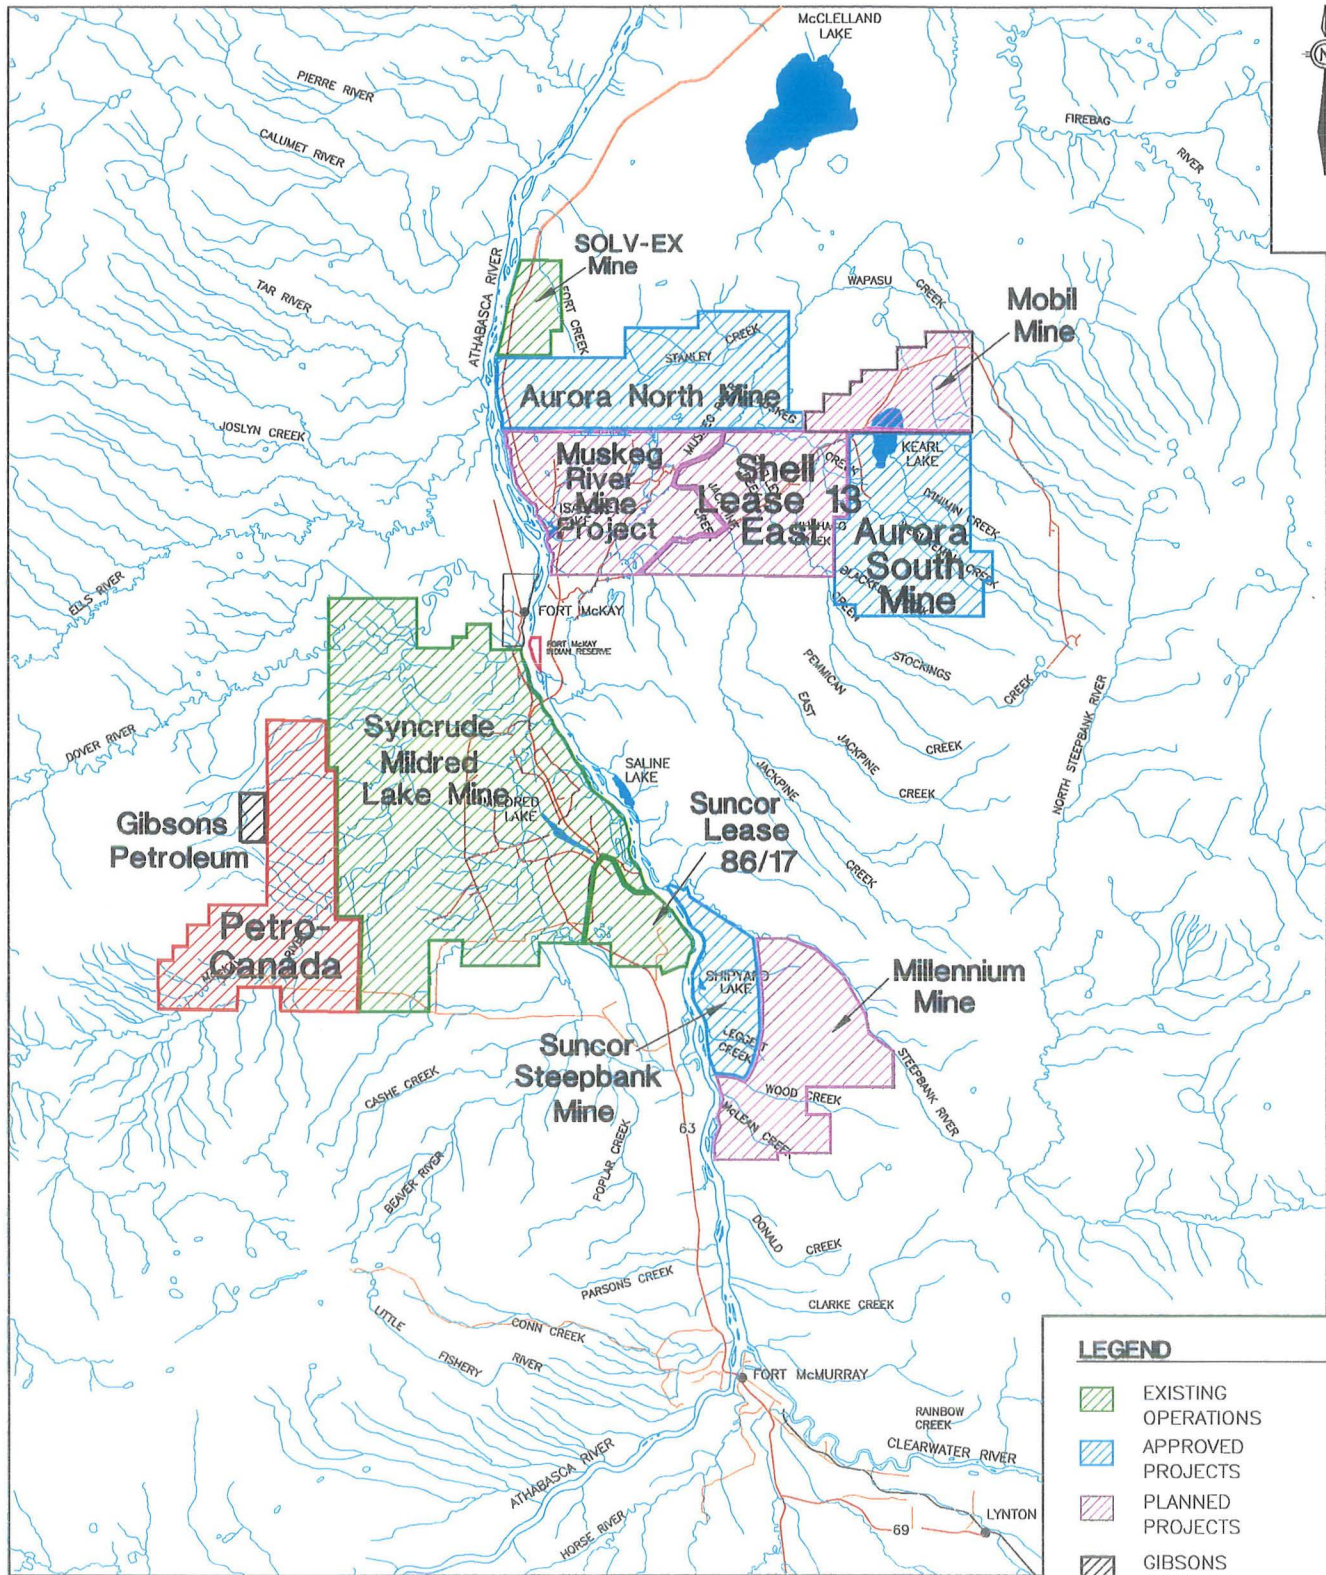 McCLELLAND
LAKE
N
PIERRE RIVER
CALUMET RIVER
FIREBAG
RIVER
SOLV-EX
Mine
ATHABASCA RIVER
FORT CREEK
TAR RIVER
WAPASU
CREEK
Mobil
Mine
STANLEY CREEK
Aurora North Mine
JOSLYN CREEK
Muskeg
River
Mine
Project
Shell
Lease 13
East
KEARL
LAKE
Aurora
South
Mine
ELLS RIVER
FORT McKAY
FORT McKAY
INDIAN RESERVE
PEMMICAN
CREEK
STOCKINGS
CREEK
EAST
JACKPINE
CREEK
NORTH STEEPBANK RIVER
DOVER RIVER
Syncrude
Mildred
Lake Mine
LAKE
SALINE
LAKE
JACKPINE
CREEK
Gibsons
Petroleum
Suncor
Lease
86/17
Petro-
Canada
RIVER
SHIPYARD
LAKE
Millennium
Mine
LEGGETT
CREEK
Suncor
Steepbank
Mine
STEEPBANK RIVER
CASHE CREEK
WOOD CREEK
McLEAN CREEK
63
POPLAR CREEK
BEAVER RIVER
DONALD CREEK
PARSONS CREEK
CLARKE CREEK
LITTLE
FISHERY RIVER
CONN CREEK
FORT McMURRAY
RAINBOW
CREEK
CLEARWATER RIVER
ATHABASCA RIVER
HORSE RIVER
69
LYNTON
LEGEND
EXISTING
OPERATIONS
APPROVED
PROJECTS
PLANNED
PROJECTS
GIBSONS